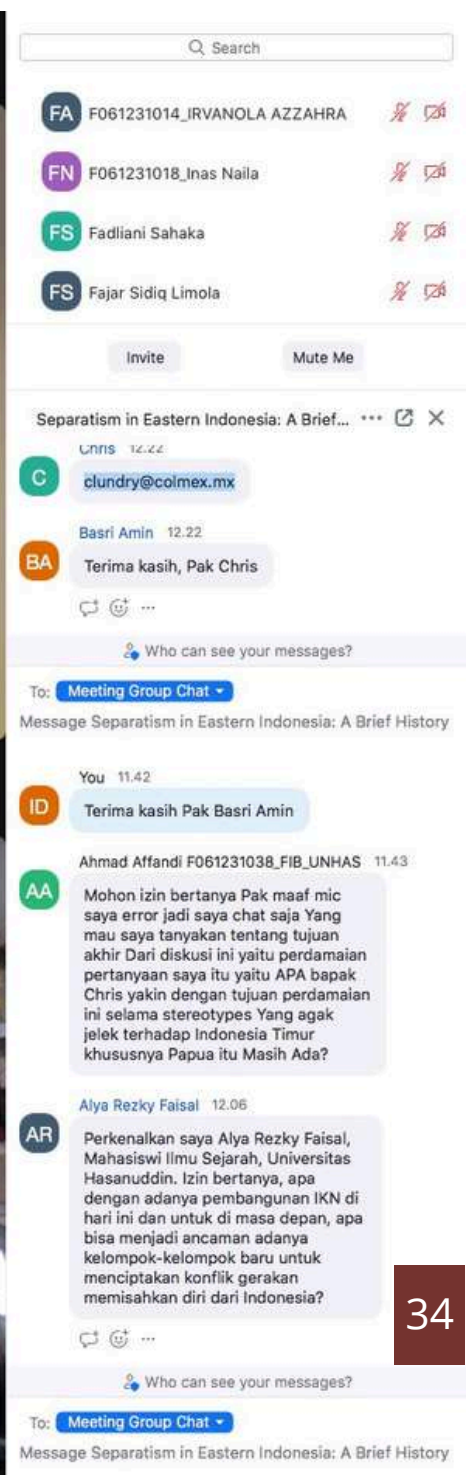 Search
FA F061231014_IRVANOLA AZZAHRA
FN F061231018_Inas Naila
FS Fadliani Sahaka
FS Fajar Sidiq Limola
Invite Mute Me
Separatism in Eastern Indonesia: A Brief... ...
Chris 12.22
C
clundry@colmex.mx
Basri Amin 12.22
BA
Terima kasih, Pak Chris
...
Who can see your messages?
To: Meeting Group Chat
Message Separatism in Eastern Indonesia: A Brief History
You 11.42
ID
Terima kasih Pak Basri Amin
Ahmad Affandi F061231038_FIB_UNHAS 11.43
AA
Mohon izin bertanya Pak maaf mic
saya error jadi saya chat saja Yang
mau saya tanyakan tentang tujuan
akhir Dari diskusi ini yaitu perdamaian
pertanyaan saya itu yaitu APA bapak
Chris yakin dengan tujuan perdamaian
ini selama stereotypes Yang agak
jelek terhadap Indonesia Timur
khususnya Papua itu Masih Ada?
Alya Rezky Faisal 12.06
AR
Perkenalkan saya Alya Rezky Faisal,
Mahasiswi Ilmu Sejarah, Universitas
Hasanuddin. Izin bertanya, apa
dengan adanya pembangunan IKN di
hari ini dan untuk di masa depan, apa
bisa menjadi ancaman adanya
kelompok-kelompok baru untuk
menciptakan konflik gerakan
memisahkan diri dari Indonesia?
34
...
Who can see your messages?
To: Meeting Group Chat
Message Separatism in Eastern Indonesia: A Brief History